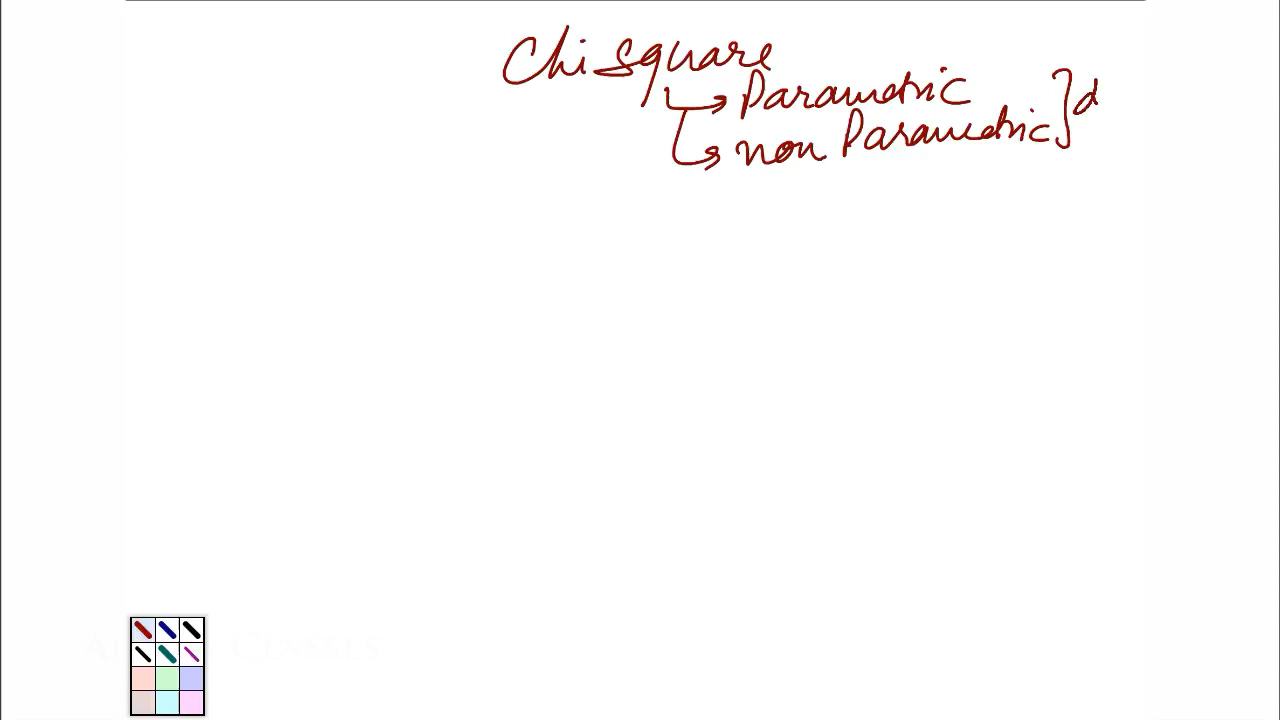 Chi square
→ Parametric
→ non Parametric } d